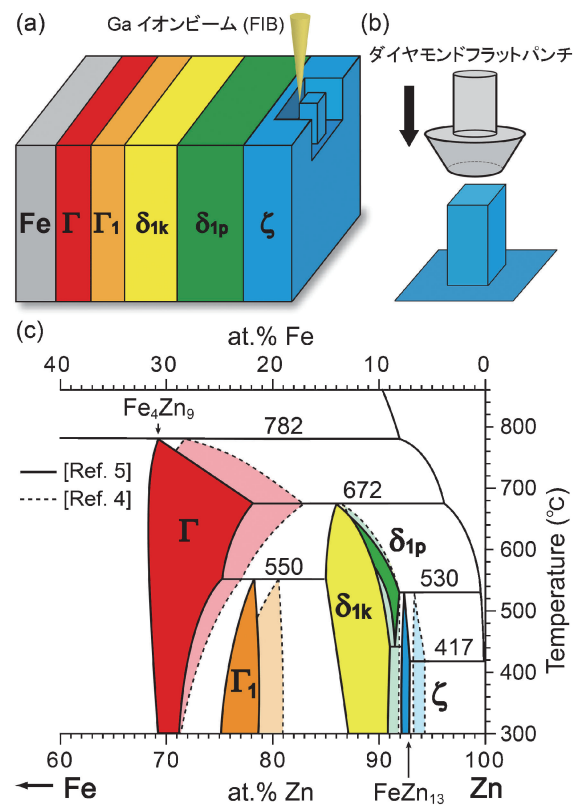 (a)
Ga イオンビーム (FIB)
Fe Γ Γ1 δ1k δ1p ζ
(b)
ダイヤモンドフラットパンチ
(c)
at.% Fe
40 30 20 10 0
Fe4Zn9
782
[Ref. 5]
[Ref. 4]
672
Γ
δ1p
550
530
δ1k
417
Γ1
ζ
800
700
600
500
400
300
Temperature (°C)
60 70 80 90 100
Fe at.% Zn FeZn13 Zn